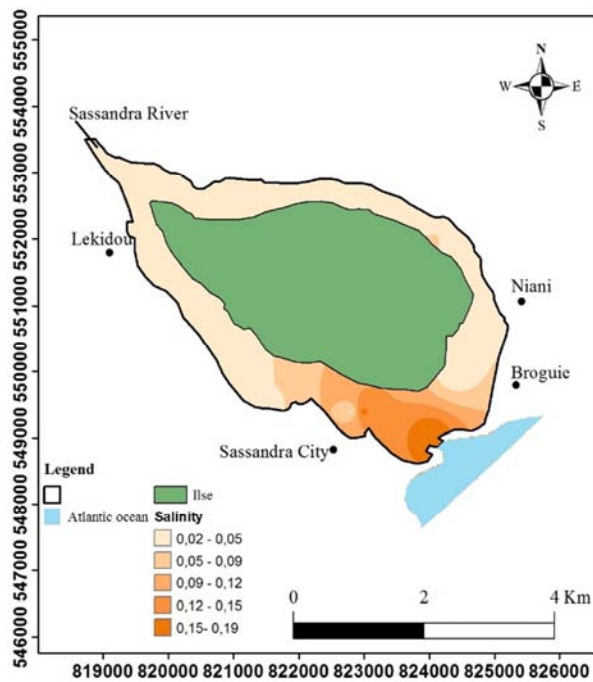 555000
554000
553000
552000
551000
550000
549000
548000
547000
546000
N
W E
S
Sassandra River
Lekidou
Niani
Broguie
Sassandra City
Legend
Ilse
Atlantic ocean
Salinity
0,02 - 0,05
0,05 - 0,09
0,09 - 0,12
0,12 - 0,15
0,15- 0,19
0 2 4 Km
819000 820000 821000 822000 823000 824000 825000 826000